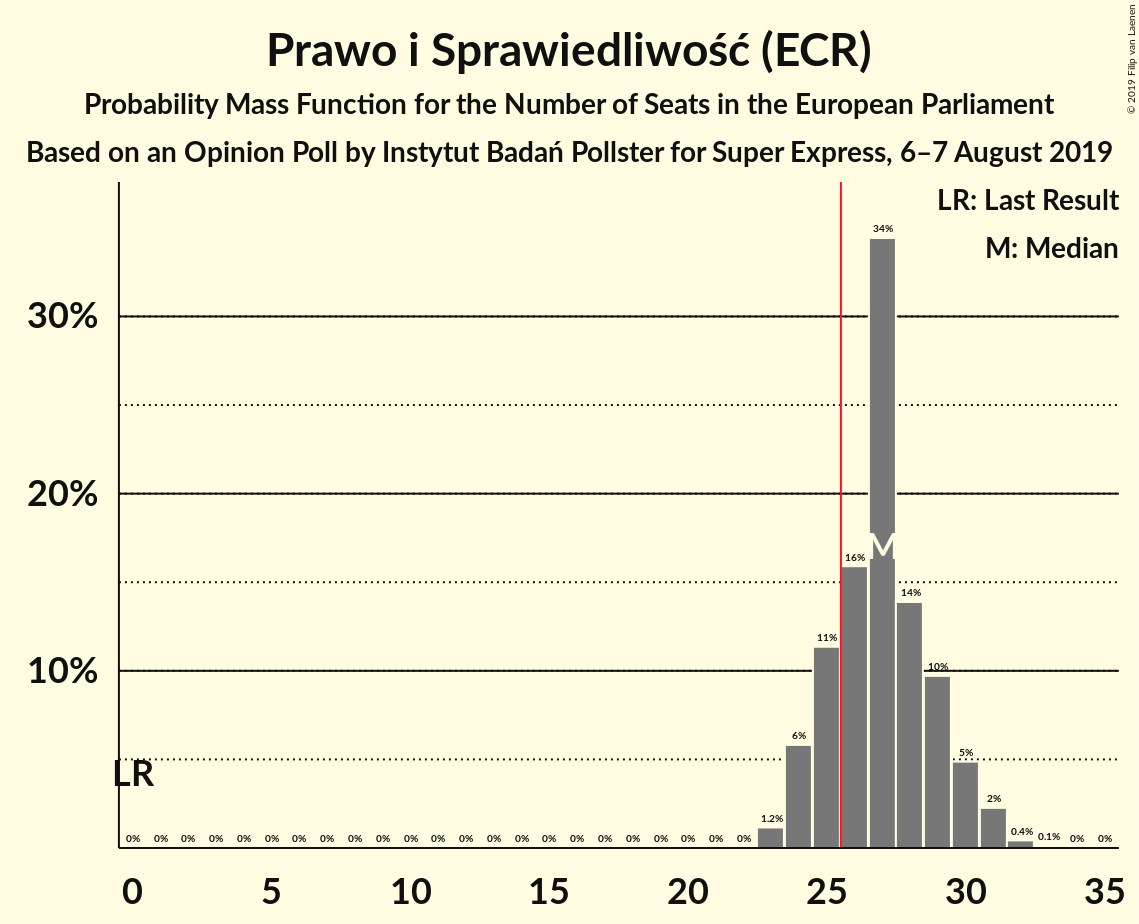 Prawo i Sprawiedliwość (ECR)
Probability Mass Function for the Number of Seats in the European Parliament
Based on an Opinion Poll by Instytut Badań Pollster for Super Express, 6–7 August 2019
© 2019 Filip van Laenen
LR: Last Result
M: Median
34%
30%
20%
M
16%
14%
11%
10%
10%
6%
5%
LR
2%
1.2%
0% 0% 0% 0% 0% 0% 0% 0% 0% 0% 0% 0% 0% 0% 0% 0% 0% 0% 0% 0% 0% 0% 0% 0.4% 0.1% 0% 0%
0 5 10 15 20 25 30 35